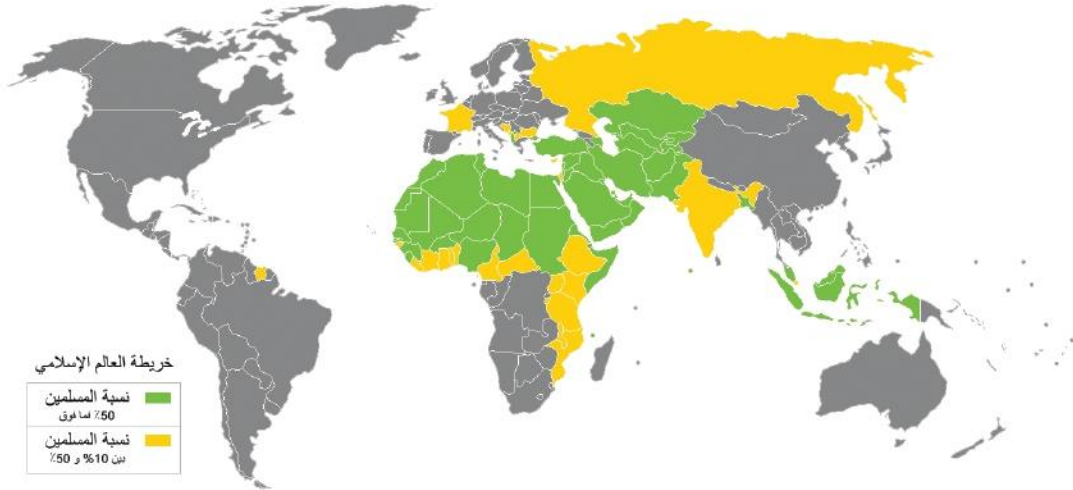 خريطة العالم الإسلامي
نسبة المسلمين
50٪ فما فوق
نسبة المسلمين
بين 10% و 50٪